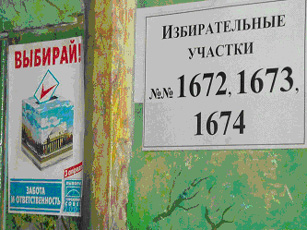 ВЫБИРАЙ!
ЗАБОТА
И ОТВЕТСТВЕННОСТЬ
ИЗБИРАТЕЛЬНЫЕ
УЧАСТКИ
№№ 1672, 1673,
1674